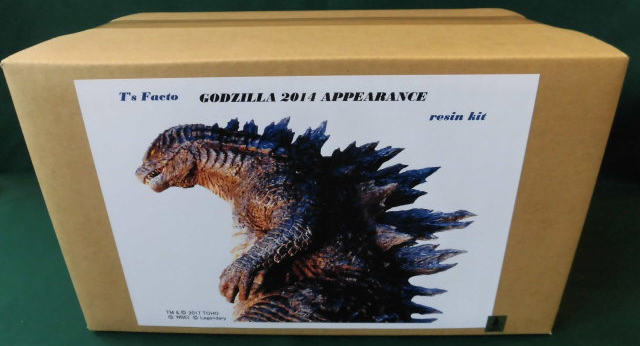 T's Facto GODZILLA 2014 APPEARANCE
resin kit
TM & © 2017 TOHO
© WBEI © Legendary